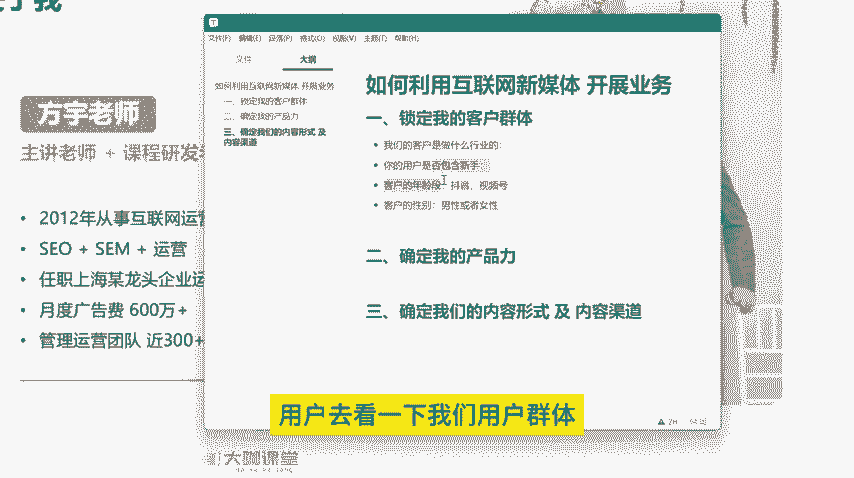 于我
方宇老师
主讲老师 + 课程研发
2012年从事互联网运营
SEO + SEM + 运营
任职上海某龙头企业运
月度广告费 600万+
管理运营团队 近300+
文件(F) 编辑(E) 段落(P) 格式(O) 视图(V) 主题(T) 帮助(H)
文件 大纲
如何利用互联网新媒体 开展业务
一、锁定我的客户群体
二、确定我的产品力
三、确定我们的内容形式 及
内容渠道
如何利用互联网新媒体 开展业务
一、锁定我的客户群体
我们的客户是做什么行业的:
你的用户是否包含新手:
客户的年龄段: 抖音, 视频号
客户的性别: 男性或者女性
二、确定我的产品力
三、确定我们的内容形式 及 内容渠道
用户去看一下我们用户群体
大咖课堂